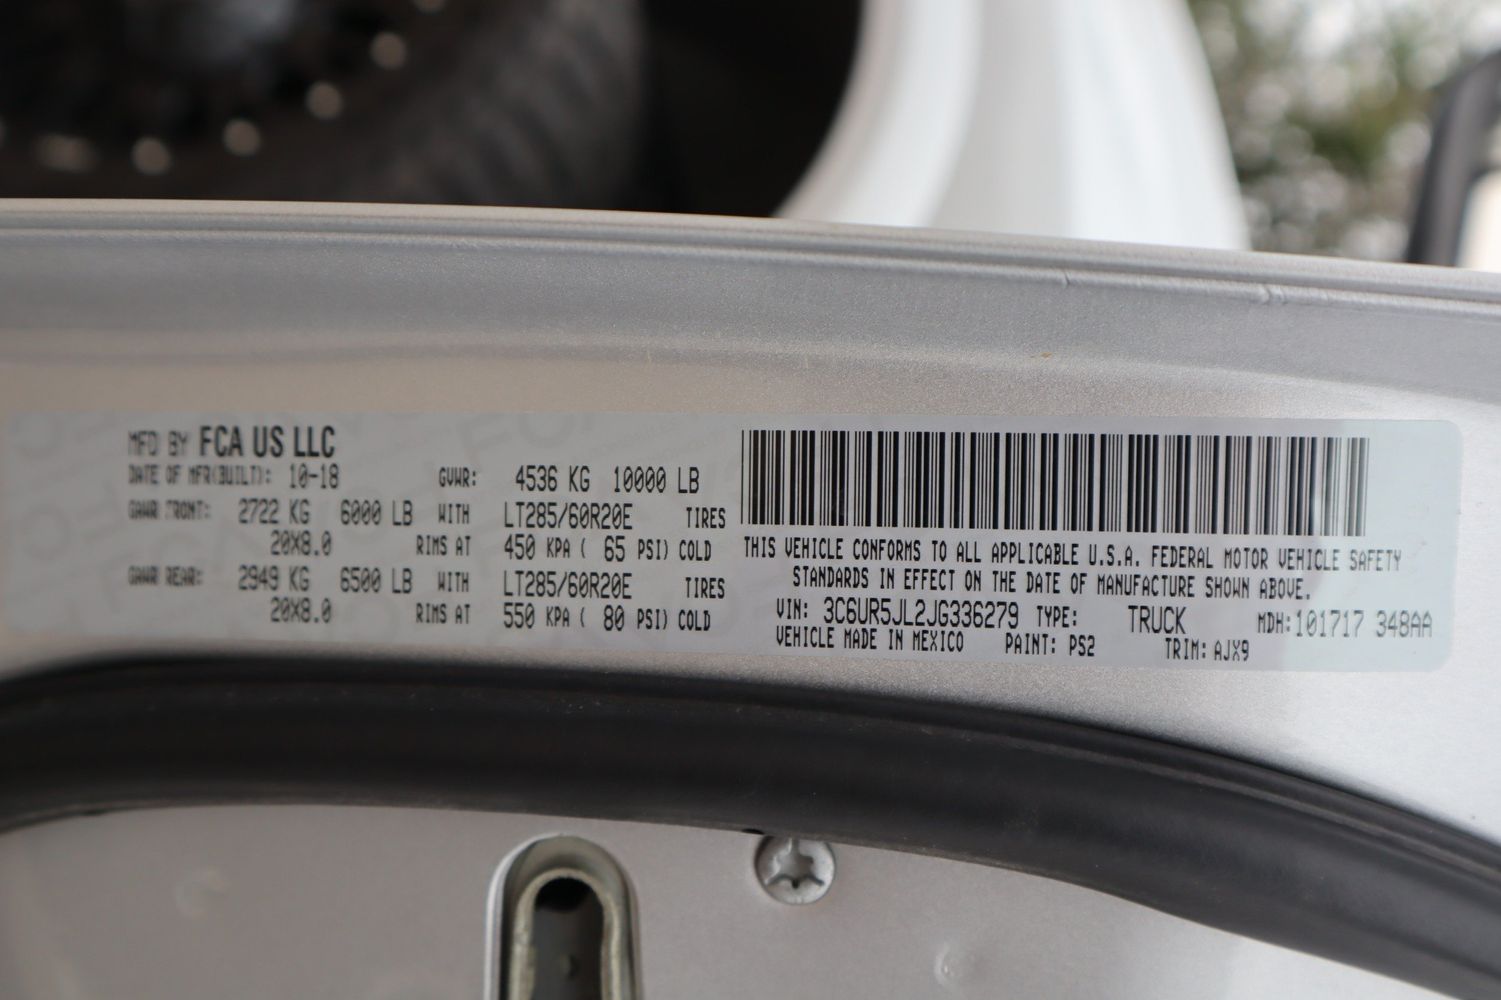 MFD BY FCA US LLC
DATE OF MFR(BUILT): 10-18 GVWR: 4536 KG 10000 LB
GAWR FRONT: 2722 KG 6000 LB WITH LT285/60R20E TIRES
20X8.0 RIMS AT 450 KPA ( 65 PSI) COLD
GAWR REAR: 2949 KG 6500 LB WITH LT285/60R20E TIRES
20X8.0 RIMS AT 550 KPA ( 80 PSI) COLD
THIS VEHICLE CONFORMS TO ALL APPLICABLE U.S.A. FEDERAL MOTOR VEHICLE SAFETY
STANDARDS IN EFFECT ON THE DATE OF MANUFACTURE SHOWN ABOVE.
VIN: 3C6UR5JL2JG336279 TYPE: TRUCK MDH:101717 348AA
VEHICLE MADE IN MEXICO PAINT: PS2 TRIM: AJX9